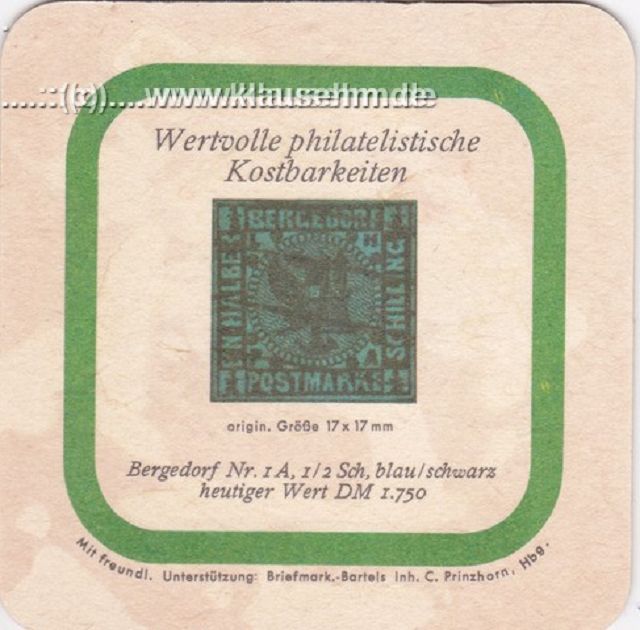 .....::(c)....www.klausehm.de
Wertvolle philatelistische
Kostbarkeiten
BERGEDORF
EIN HALBER
SCHILLING
POSTMARKE
origin. Größe 17 x 17 mm
Bergedorf Nr. 1 A, 1/2 Sch, blau/schwarz
heutiger Wert DM 1.750
Mit freundl. Unterstützung: Briefmark.-Bartels Inh. C. Prinzhorn, Hbg.